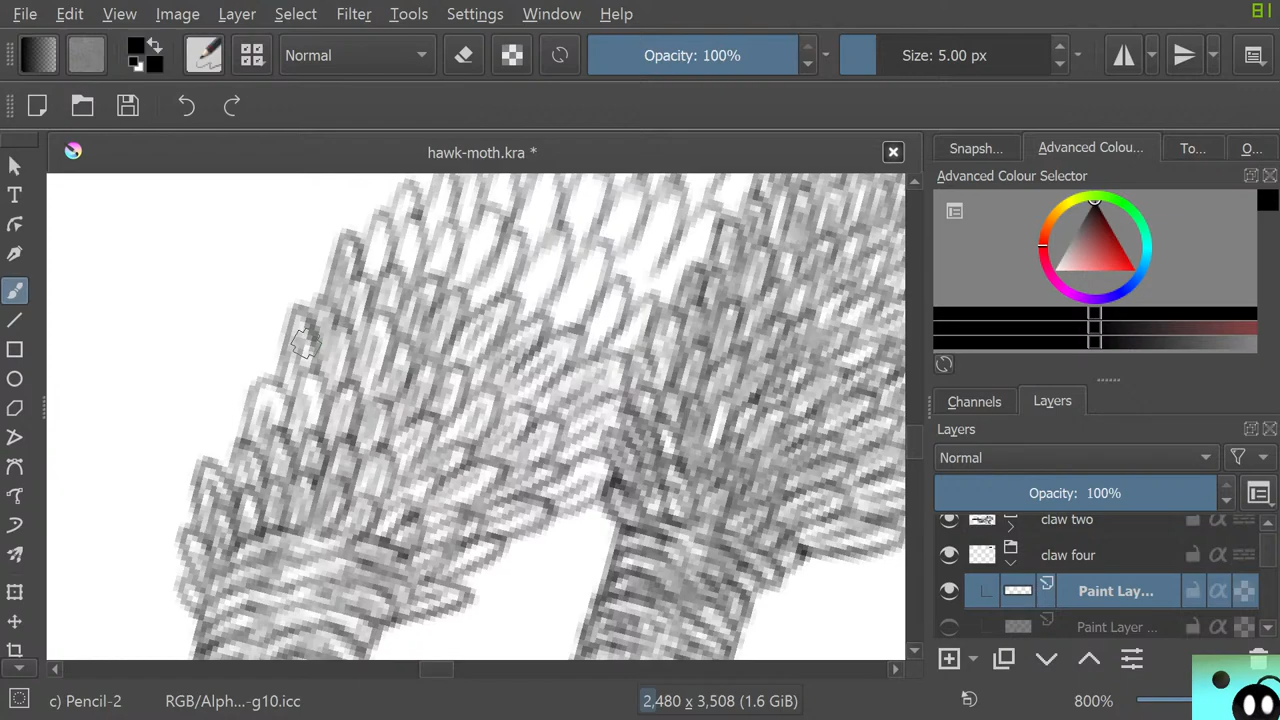 File Edit View Image Layer Select Filter Tools Settings Window Help
81
Normal
Opacity: 100%
Size: 5.00 px
hawk-moth.kra *
Snapsh...
Advanced Colou...
To...
O...
Advanced Colour Selector
Channels
Layers
Layers
Normal
Opacity: 100%
claw two
claw four
Paint Lay...
Paint Layer ...
c) Pencil-2
RGB/Alph...-g10.icc
2,480 x 3,508 (1.6 GiB)
800%